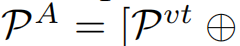 𝒫ᴬ = ⌈𝒫ᵛᵗ ⊕